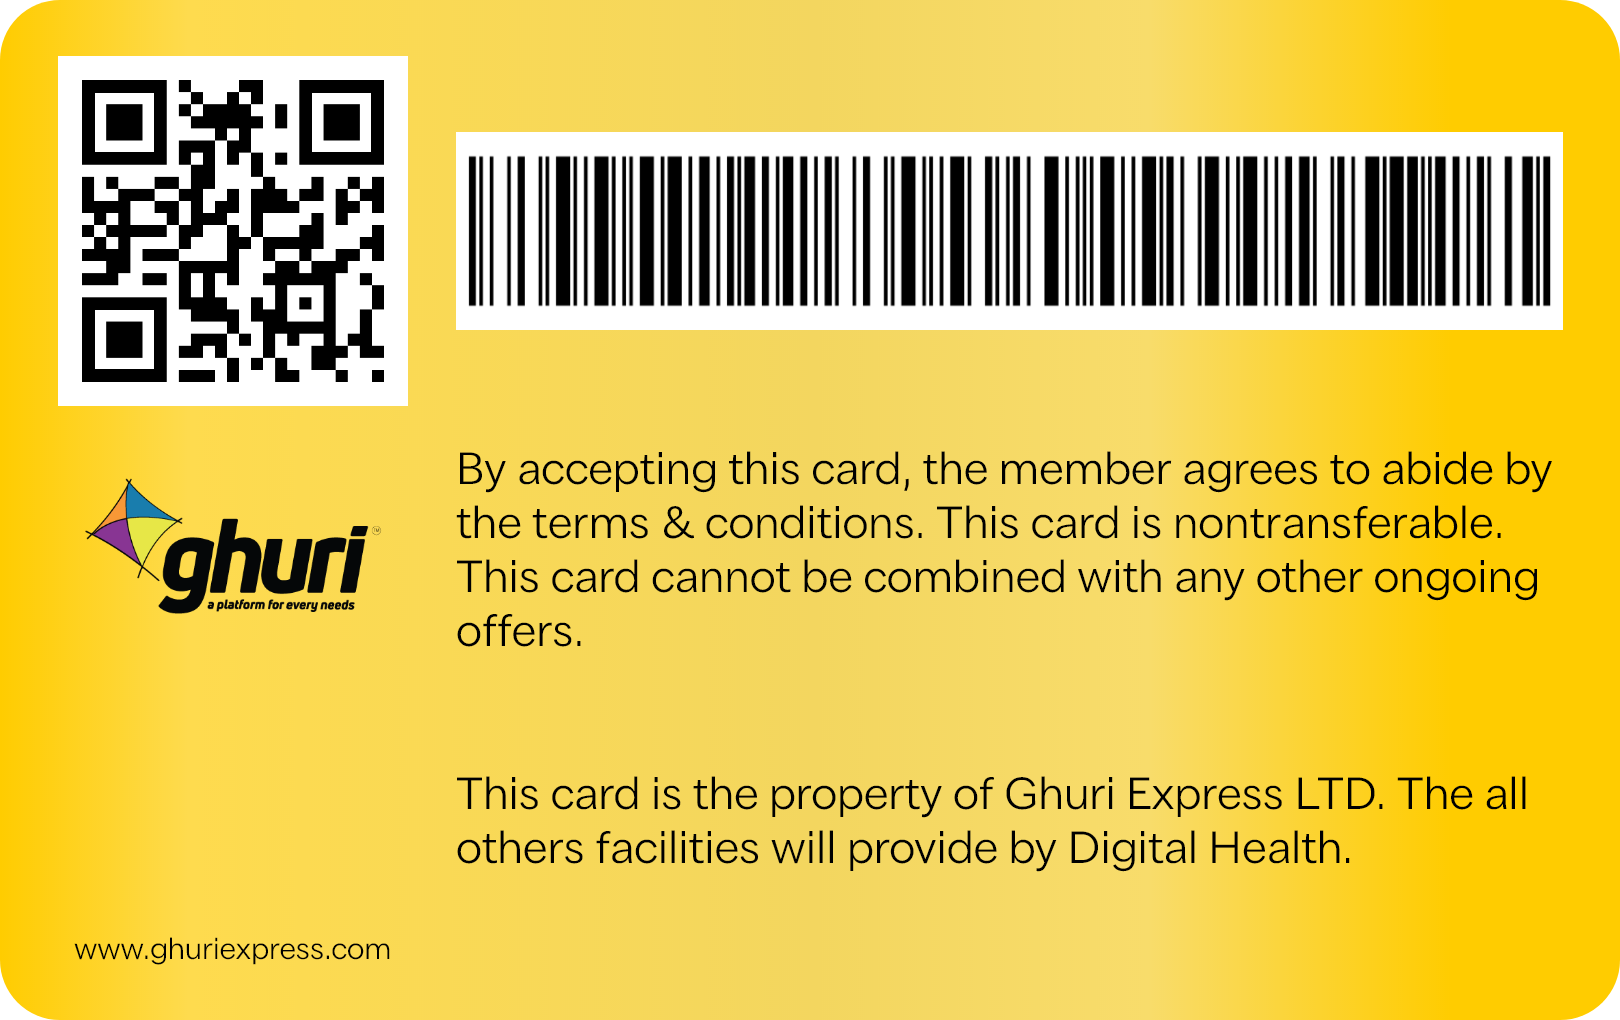 By accepting this card, the member agrees to abide by
the terms & conditions. This card is nontransferable.
This card cannot be combined with any other ongoing
offers.
ghuri™
a platform for every needs
This card is the property of Ghuri Express LTD. The all
others facilities will provide by Digital Health.
www.ghuriexpress.com